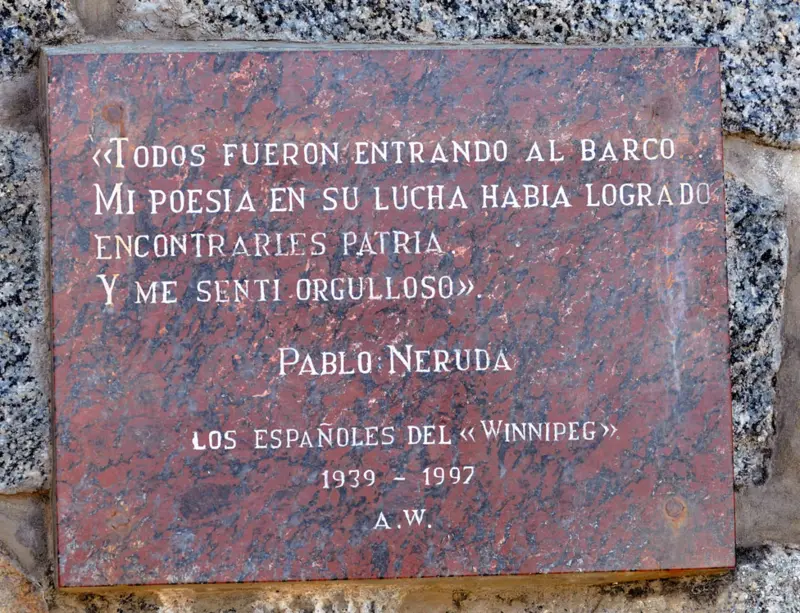 «TODOS FUERON ENTRANDO AL BARCO .
MI POESIA EN SU LUCHA HABIA LOGRADO
ENCONTRARLES PATRIA.
Y ME SENTI ORGULLOSO».
PABLO NERUDA
LOS ESPAÑOLES DEL «WINNIPEG»
1939 - 1997
A.W.